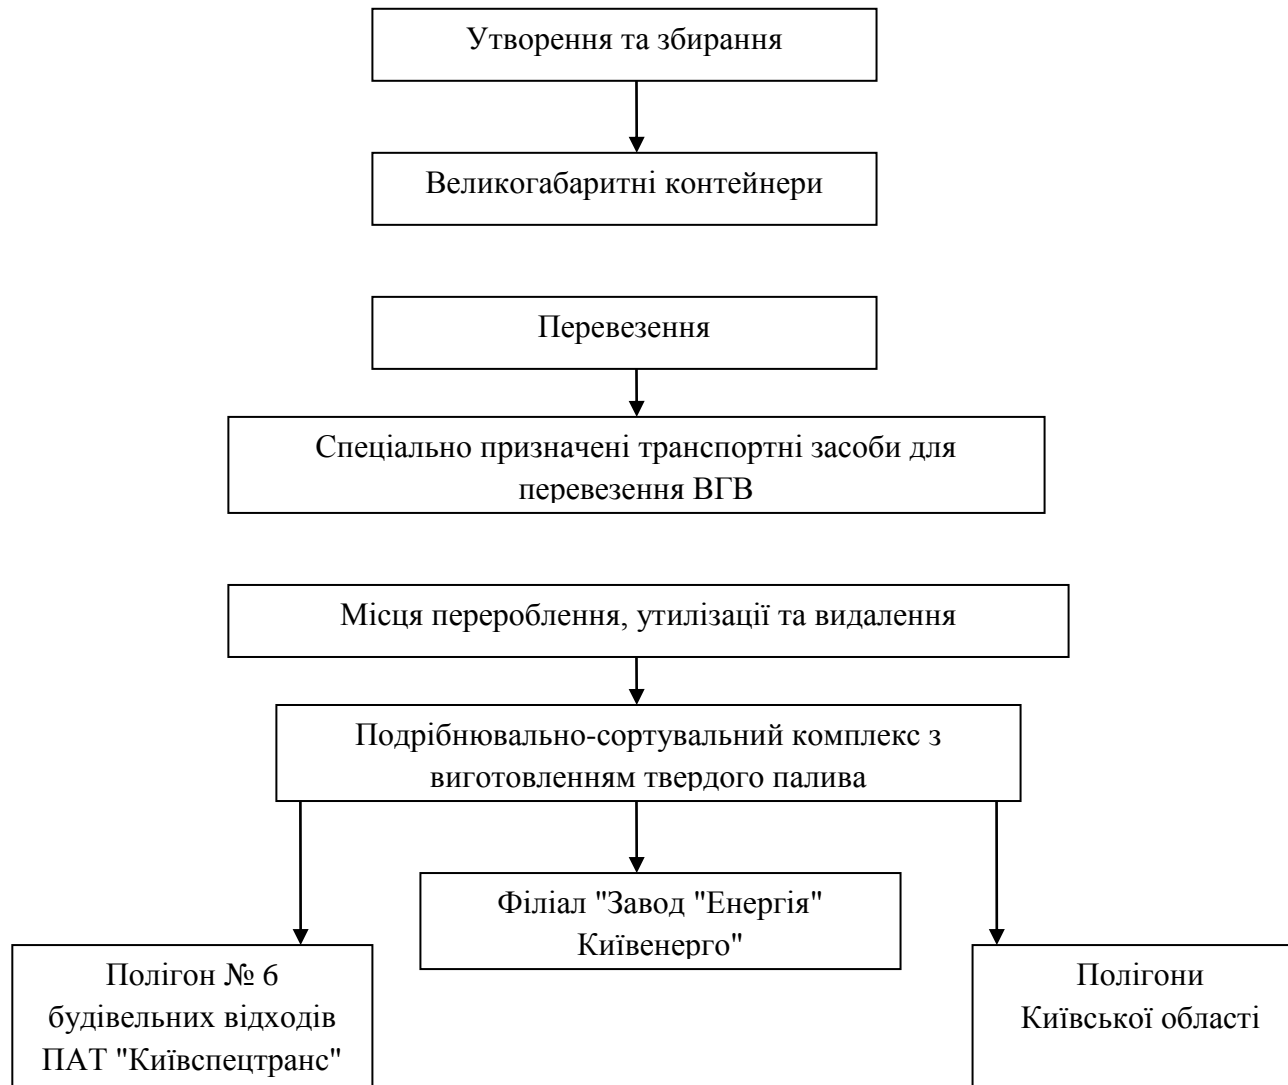 Утворення та збирання
Великогабаритні контейнери
Перевезення
Спеціально призначені транспортні засоби для
перевезення ВГВ
Місця перероблення, утилізації та видалення
Подрібнювально-сортувальний комплекс з
виготовленням твердого палива
Філіал "Завод "Енергія"
Київенерго"
Полігон № 6
будівельних відходів
ПАТ "Київспецтранс"
Полігони
Київської області